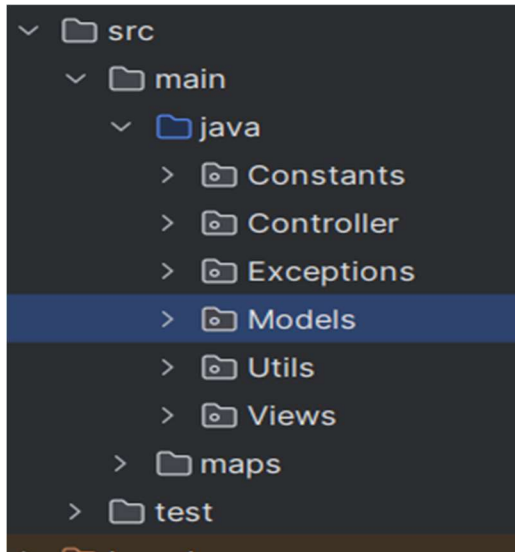 src
main
java
Constants
Controller
Exceptions
Models
Utils
Views
maps
test